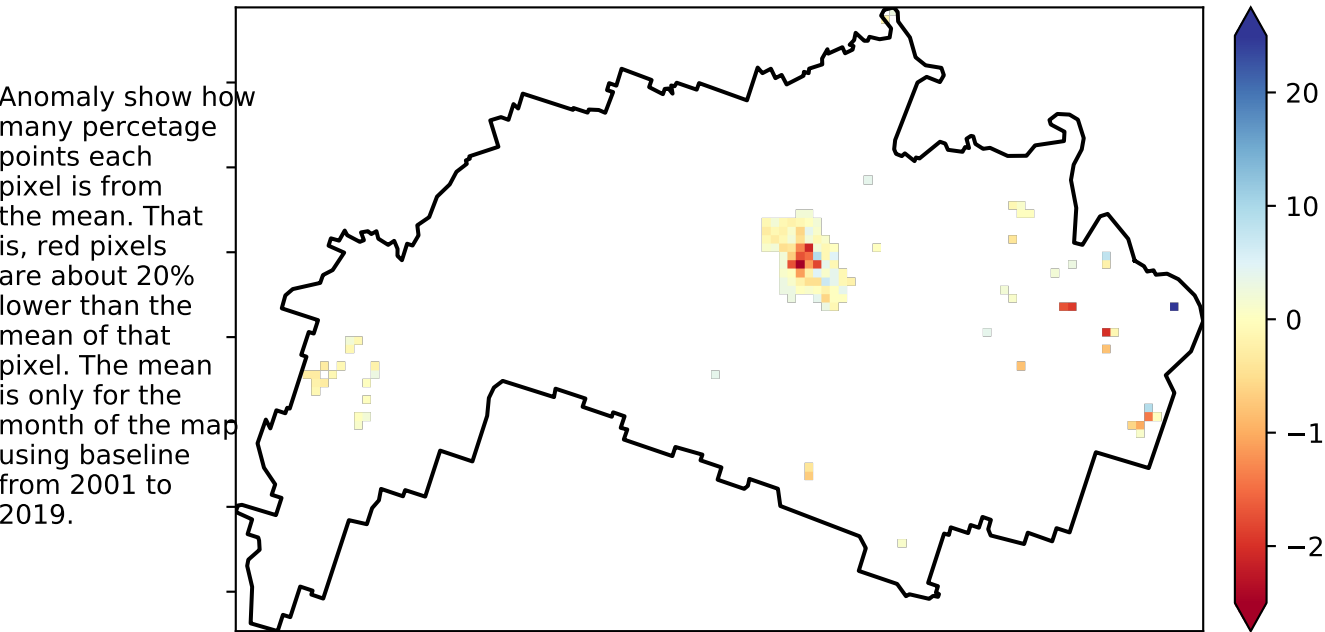 Anomaly show how
many percetage
points each
pixel is from
the mean. That
is, red pixels
are about 20%
lower than the
mean of that
pixel. The mean
is only for the
month of the map
using baseline
from 2001 to
2019.
20
10
0
−1
−2